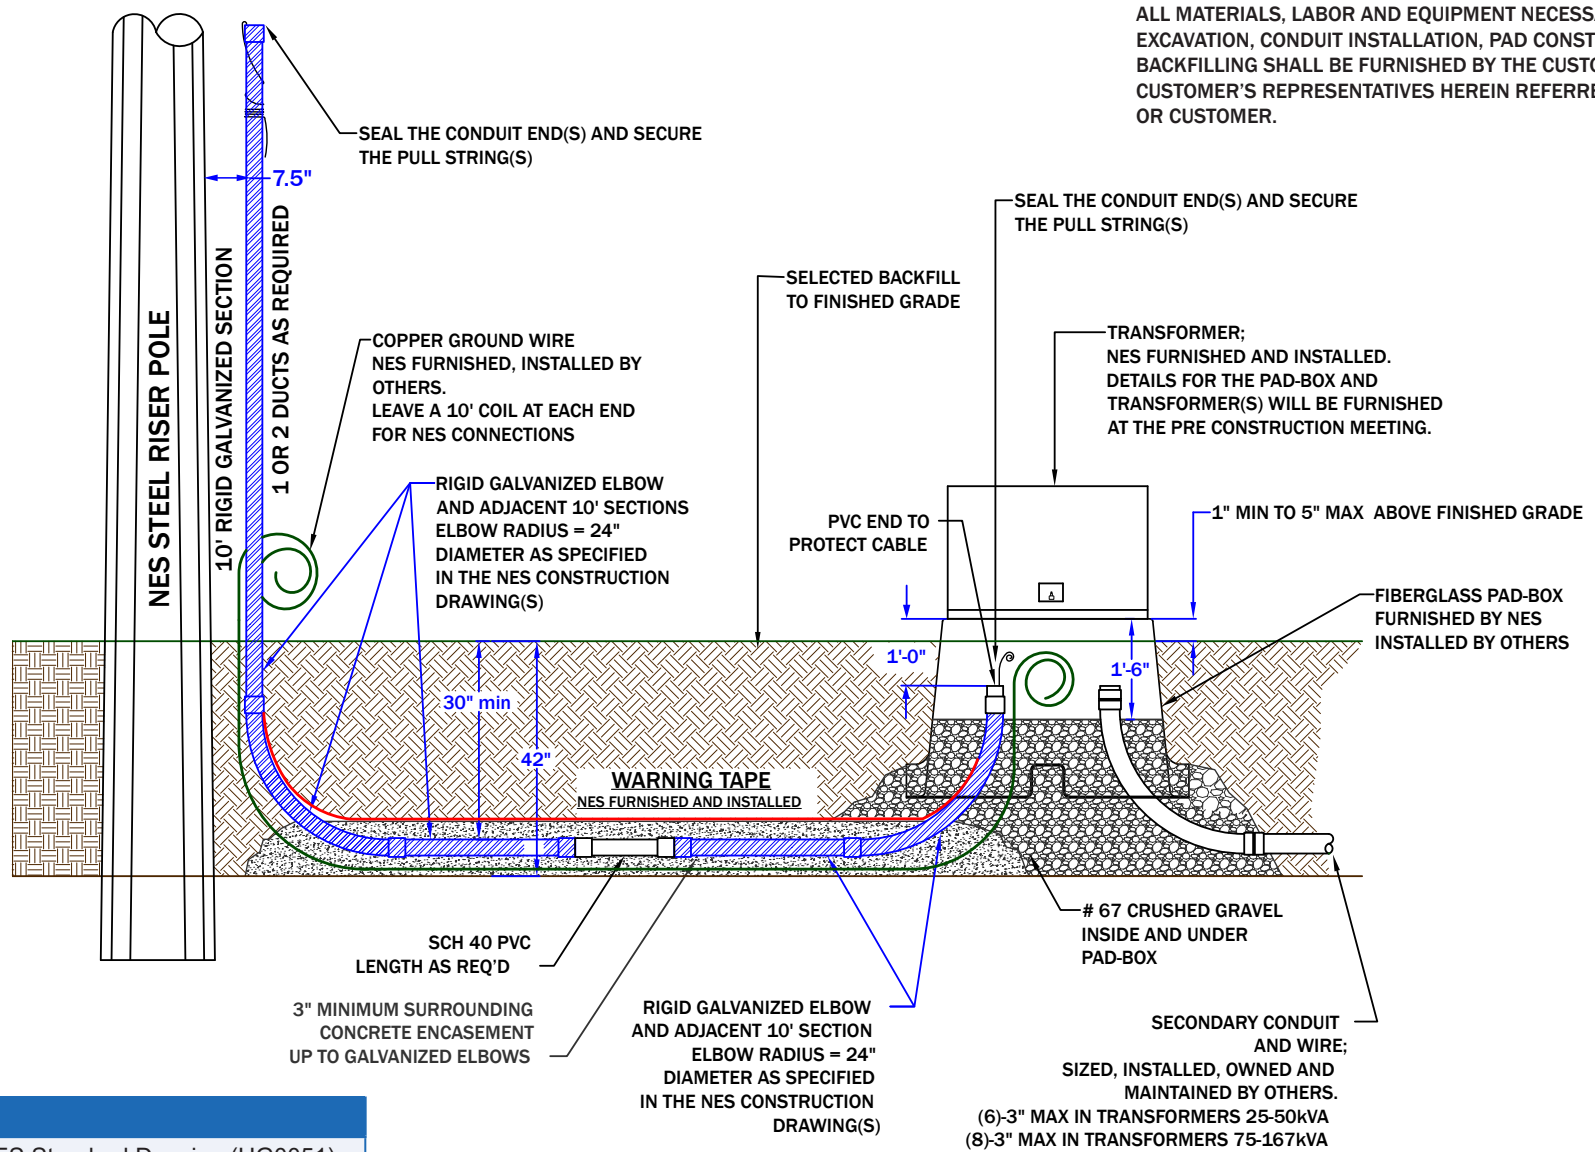 ALL MATERIALS, LABOR AND EQUIPMENT
EXCAVATION, CONDUIT INSTALLATION, PAD
BACKFILLING SHALL BE FURNISHED BY THE
CUSTOMER'S REPRESENTATIVES HEREIN
OR CUSTOMER.
SEAL THE CONDUIT END(S) AND SECURE
THE PULL STRING(S)
7.5"
SEAL THE CONDUIT END(S) AND SECURE
THE PULL STRING(S)
NES STEEL RISER POLE
10' RIGID GALVANIZED SECTION
1 OR 2 DUCTS AS REQUIRED
SELECTED BACKFILL
TO FINISHED GRADE
COPPER GROUND WIRE
NES FURNISHED, INSTALLED BY
OTHERS.
LEAVE A 10' COIL AT EACH END
FOR NES CONNECTIONS
TRANSFORMER;
NES FURNISHED AND INSTALLED.
DETAILS FOR THE PAD-BOX AND
TRANSFORMER(S) WILL BE FURNISHED
AT THE PRE CONSTRUCTION MEETING.
RIGID GALVANIZED ELBOW
AND ADJACENT 10' SECTIONS
ELBOW RADIUS = 24"
DIAMETER AS SPECIFIED
IN THE NES CONSTRUCTION
DRAWING(S)
PVC END TO
PROTECT CABLE
1" MIN TO 5" MAX ABOVE FINISHED GRADE
FIBERGLASS PAD-BOX
FURNISHED BY NES
INSTALLED BY OTHERS
1'-0"
1'-6"
30" min
42"
WARNING TAPE
NES FURNISHED AND INSTALLED
# 67 CRUSHED GRAVEL
INSIDE AND UNDER
PAD-BOX
SCH 40 PVC
LENGTH AS REQ'D
3" MINIMUM SURROUNDING
CONCRETE ENCASEMENT
UP TO GALVANIZED ELBOWS
RIGID GALVANIZED ELBOW
AND ADJACENT 10' SECTION
ELBOW RADIUS = 24"
DIAMETER AS SPECIFIED
IN THE NES CONSTRUCTION
DRAWING(S)
SECONDARY CONDUIT
AND WIRE;
SIZED, INSTALLED, OWNED AND
MAINTAINED BY OTHERS.
(6)-3" MAX IN TRANSFORMERS 25-50kVA
(8)-3" MAX IN TRANSFORMERS 75-167kVA